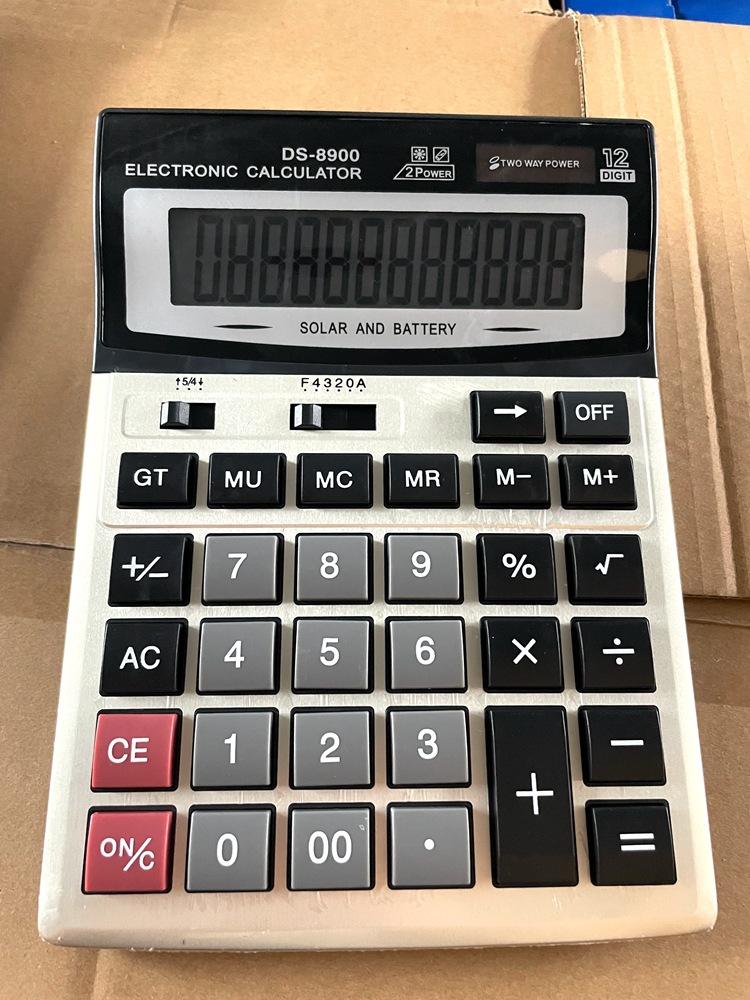 DS-8900
ELECTRONIC CALCULATOR
2 POWER
TWO WAY POWER
12
DIGIT
SOLAR AND BATTERY
↑5/4↓
F4320A
→ OFF
GT MU MC MR M− M+
+/− 7 8 9 % √
AC 4 5 6 × ÷
CE 1 2 3 −
ON/C 0 00 · + =